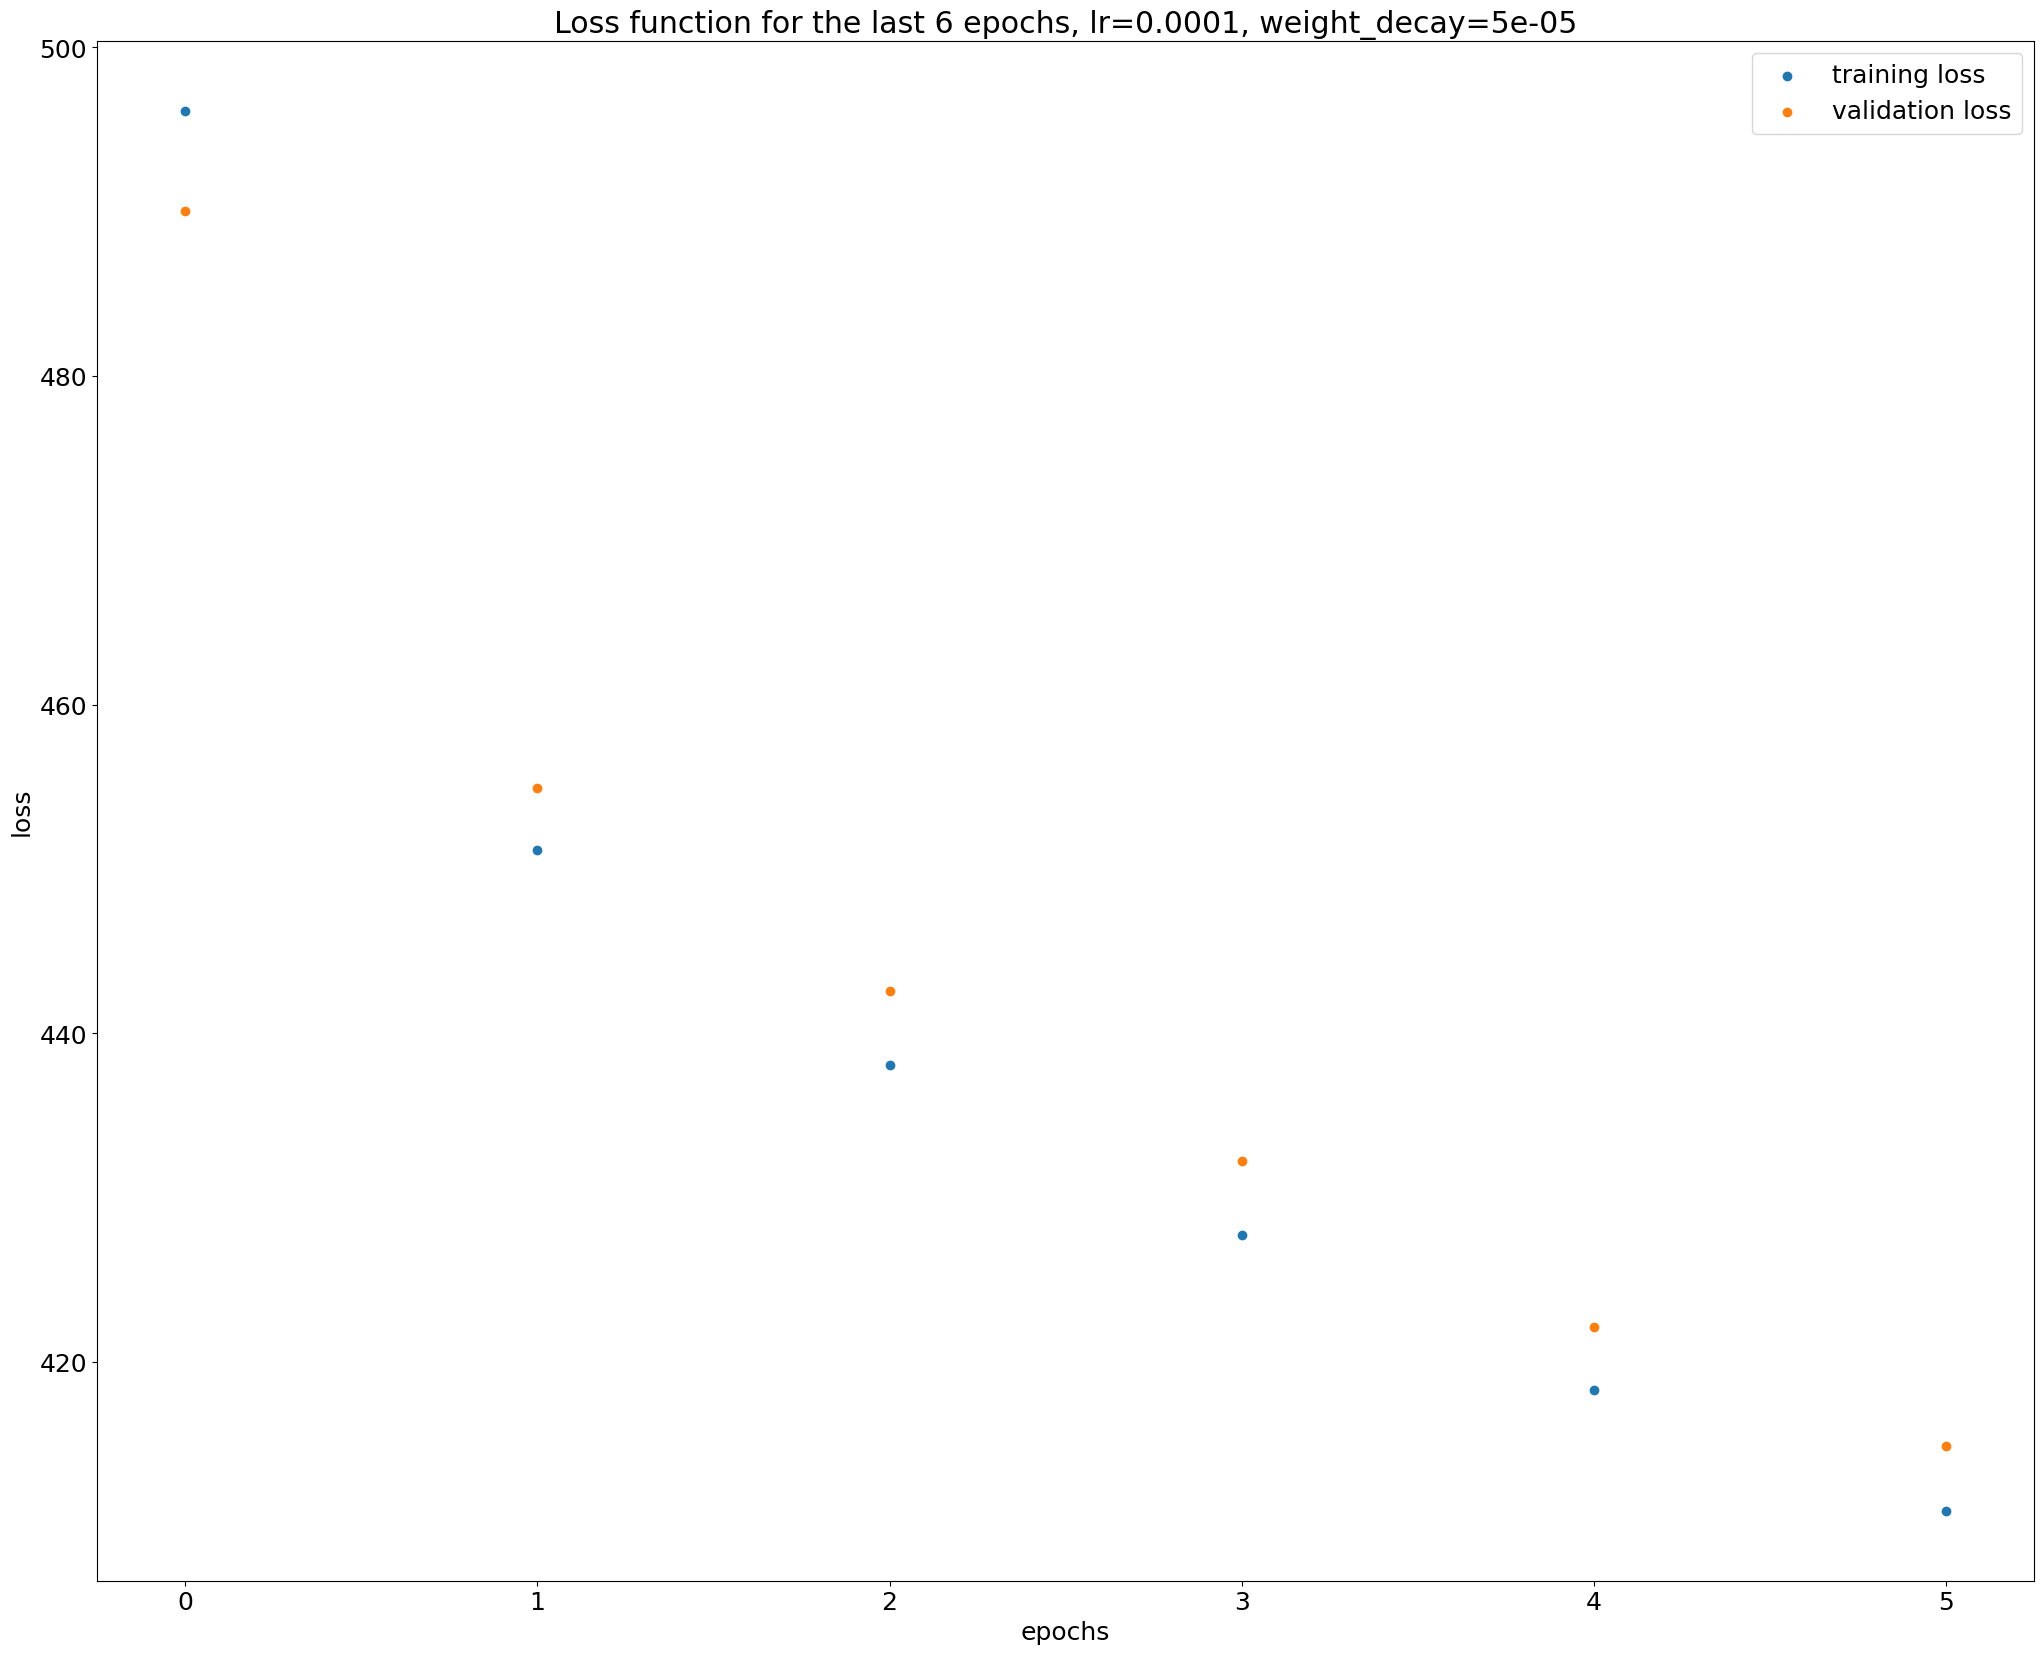 Loss function for the last 6 epochs, lr=0.0001, weight_decay=5e-05
training loss
validation loss
500
480
460
440
420
loss
0 1 2 3 4 5
epochs